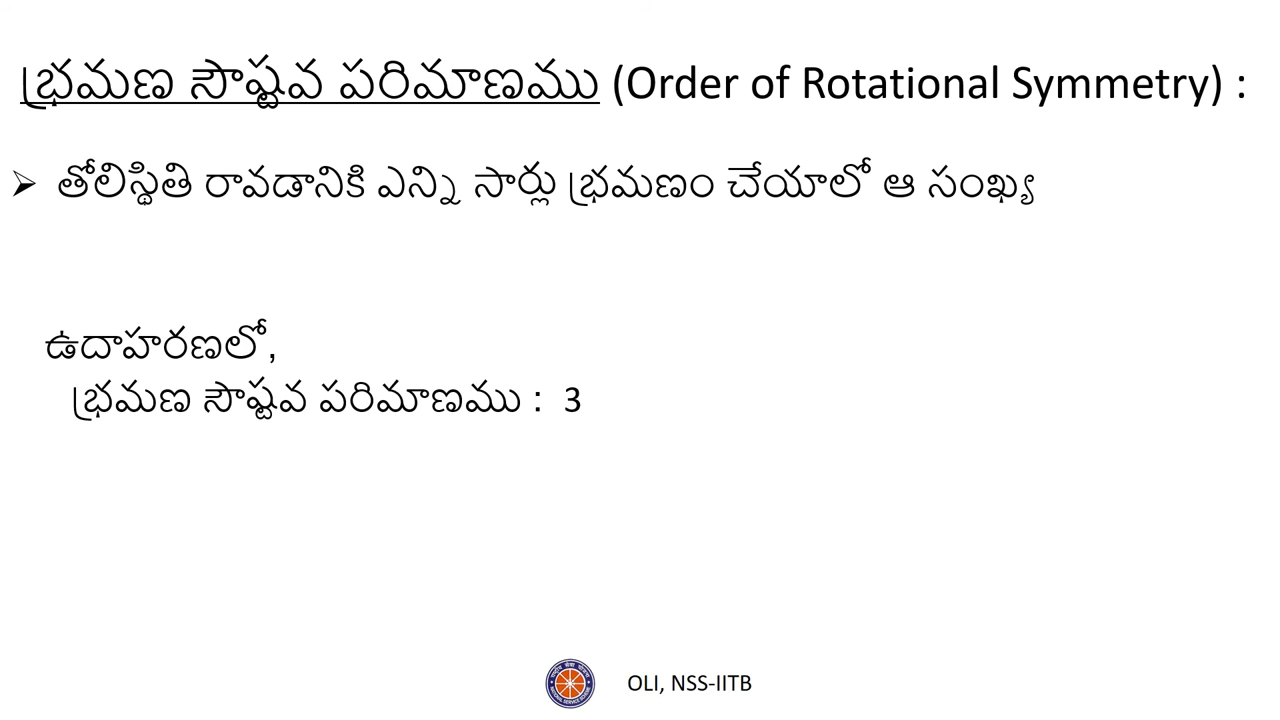 భ్రమణ సౌష్టవ పరిమాణము (Order of Rotational Symmetry) :
➢ తోలిస్థితి రావడానికి ఎన్ని సార్లు భ్రమణం చేయాలో ఆ సంఖ్య
ఉదాహరణలో,
భ్రమణ సౌష్టవ పరిమాణము : 3
OLI, NSS-IITB